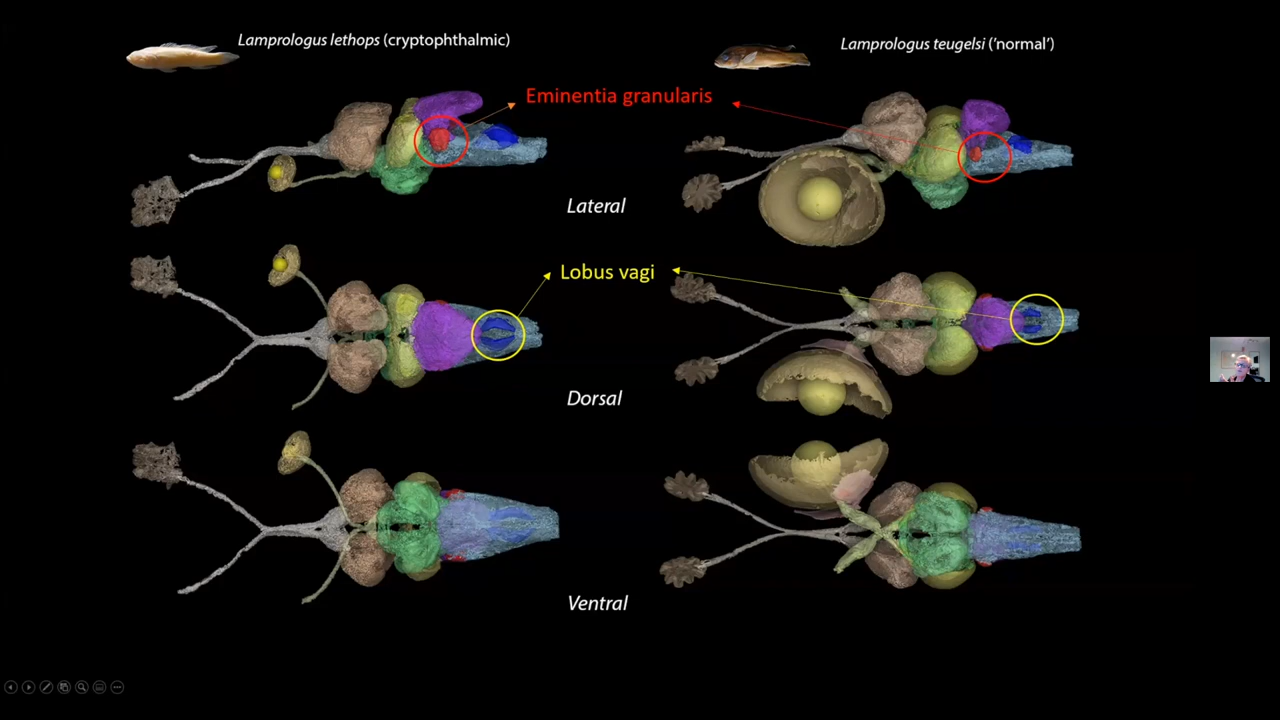 Lamprologus lethops (cryptophthalmic)
Lamprologus teugelsi ('normal')
Eminentia granularis
Lateral
Lobus vagi
Dorsal
Ventral